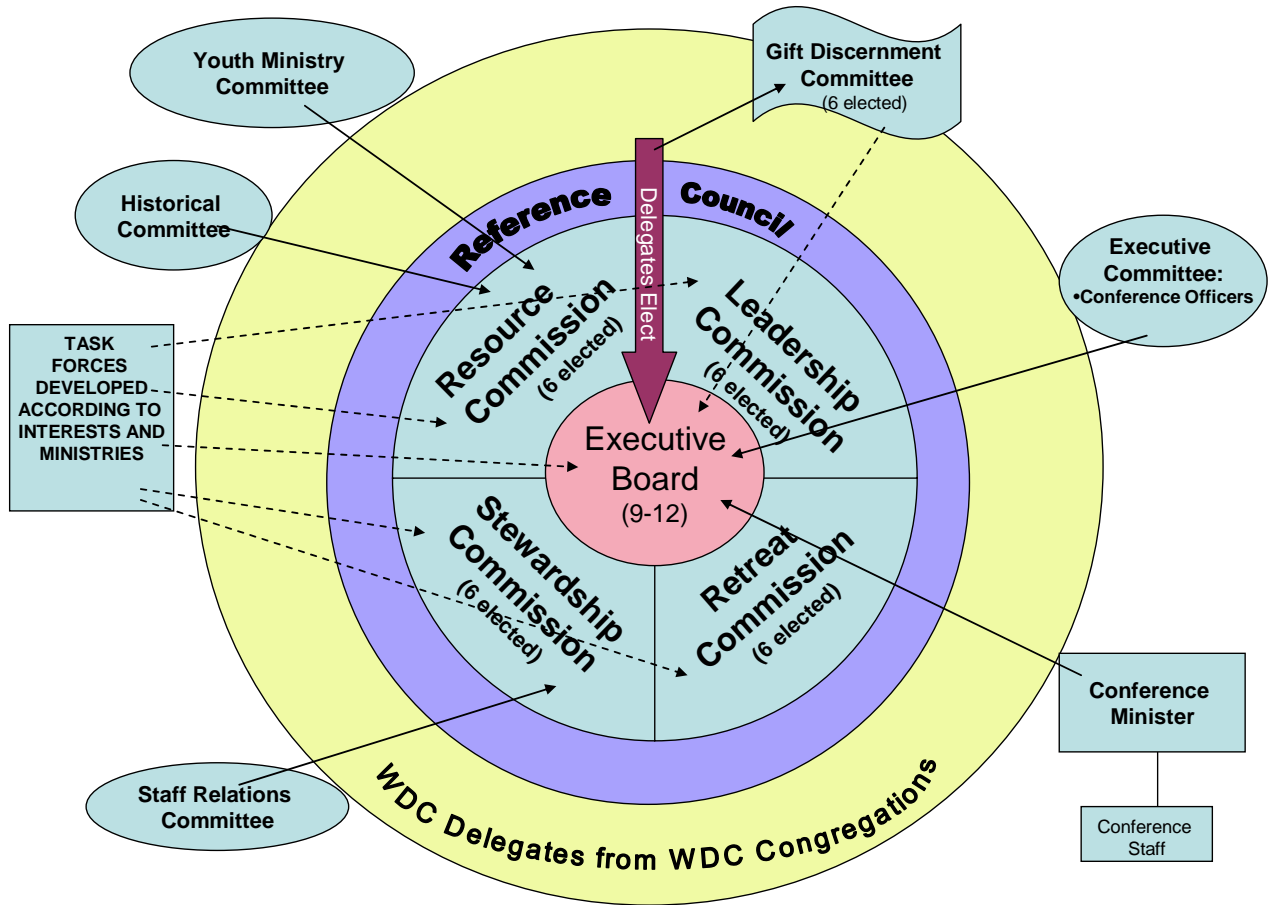 Youth Ministry
Committee
Gift Discernment
Committee
(6 elected)
Historical
Committee
Reference Council
Delegates Elect
Executive
Committee:
•Conference Officers
Resource
Commission
(6 elected)
Leadership
Commission
(6 elected)
TASK
FORCES
DEVELOPED
ACCORDING TO
INTERESTS AND
MINISTRIES
Executive
Board
(9-12)
Stewardship
Commission
(6 elected)
Retreat
Commission
(6 elected)
Conference
Minister
Staff Relations
Committee
WDC Delegates from WDC Congregations
Conference
Staff